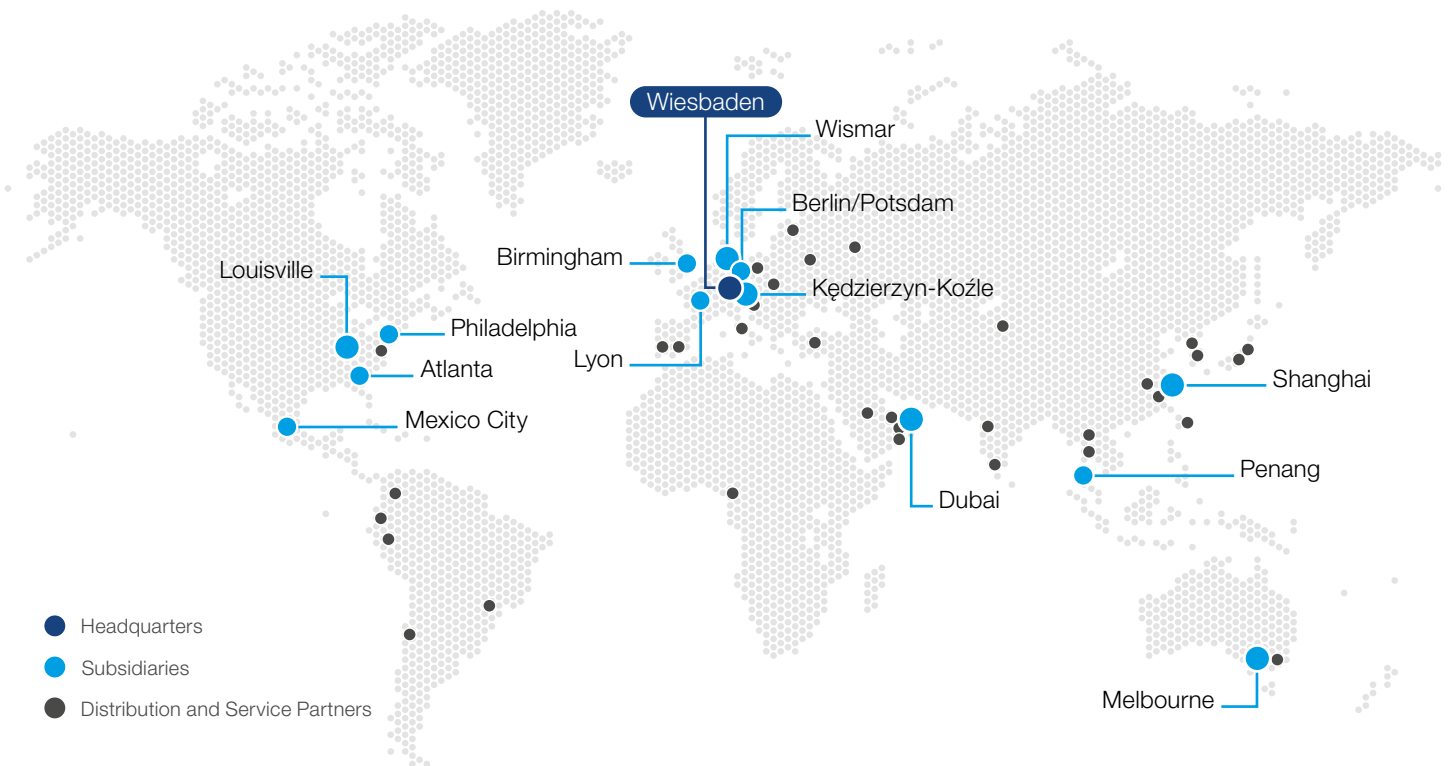 Wiesbaden
Wismar
Berlin/Potsdam
Birmingham
Louisville
Kędzierzyn-Koźle
Philadelphia
Lyon
Atlanta
Shanghai
Mexico City
Penang
Dubai
Headquarters
Subsidiaries
Melbourne
Distribution and Service Partners